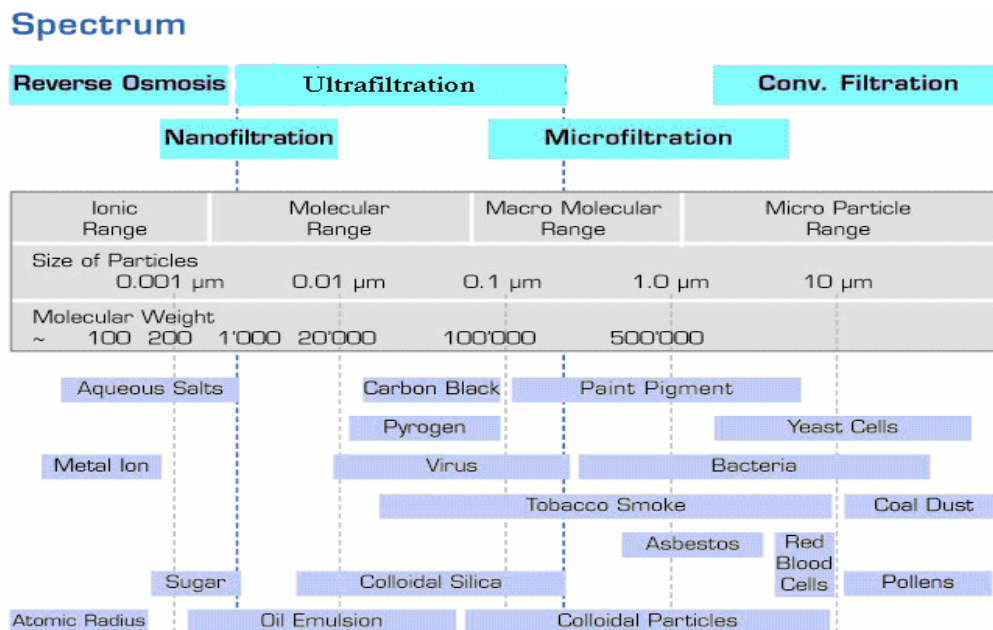 Spectrum
Reverse Osmosis
Ultrafiltration
Conv. Filtration
Nanofiltration
Microfiltration
Ionic
Range
Molecular
Range
Macro Molecular
Range
Micro Particle
Range
Size of Particles
0.001 µm 0.01 µm 0.1 µm 1.0 µm 10 µm
Molecular Weight
~ 100 200 1'000 20'000 100'000 500'000
Aqueous Salts
Carbon Black
Paint Pigment
Pyrogen
Yeast Cells
Metal Ion
Virus
Bacteria
Tobacco Smoke
Coal Dust
Asbestos
Red
Blood
Cells
Sugar
Colloidal Silica
Pollens
Atomic Radius
Oil Emulsion
Colloidal Particles